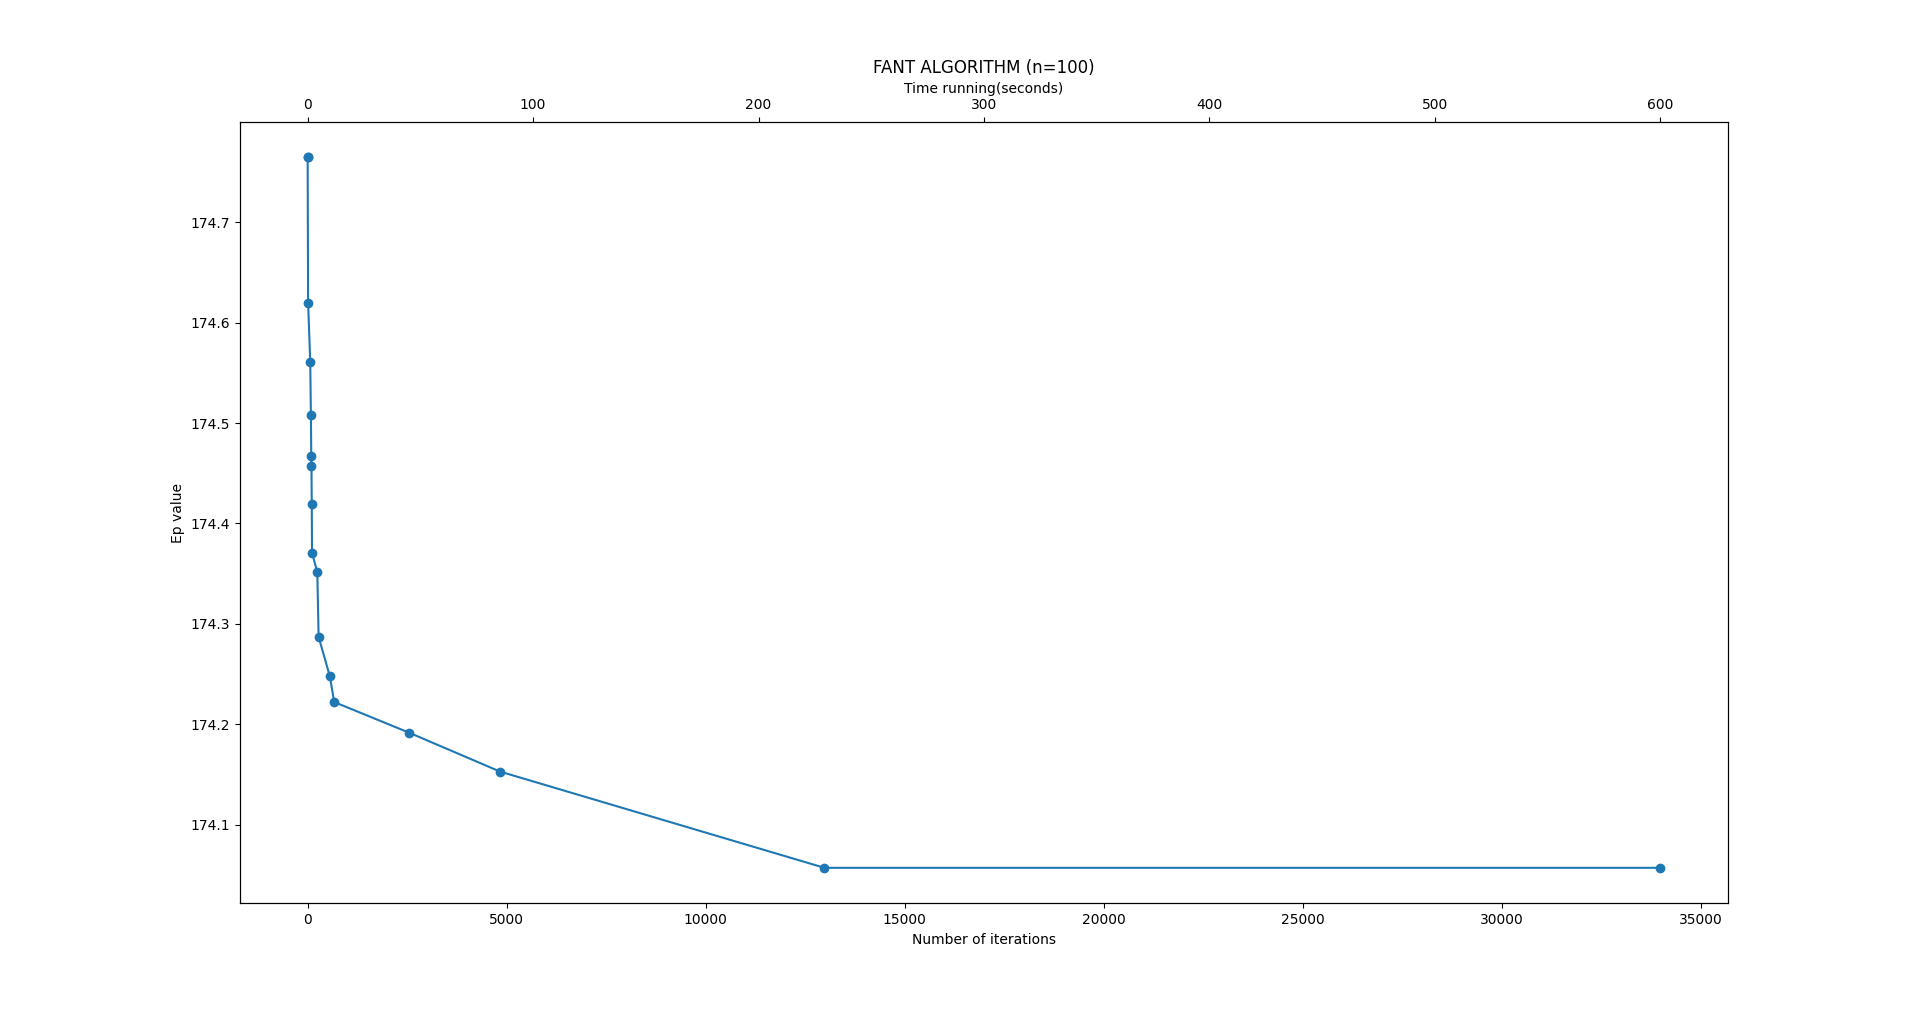 FANT ALGORITHM (n=100)
Time running(seconds)
0 100 200 300 400 500 600
174.7
174.6
174.5
174.4
174.3
174.2
174.1
Ep value
0 5000 10000 15000 20000 25000 30000 35000
Number of iterations